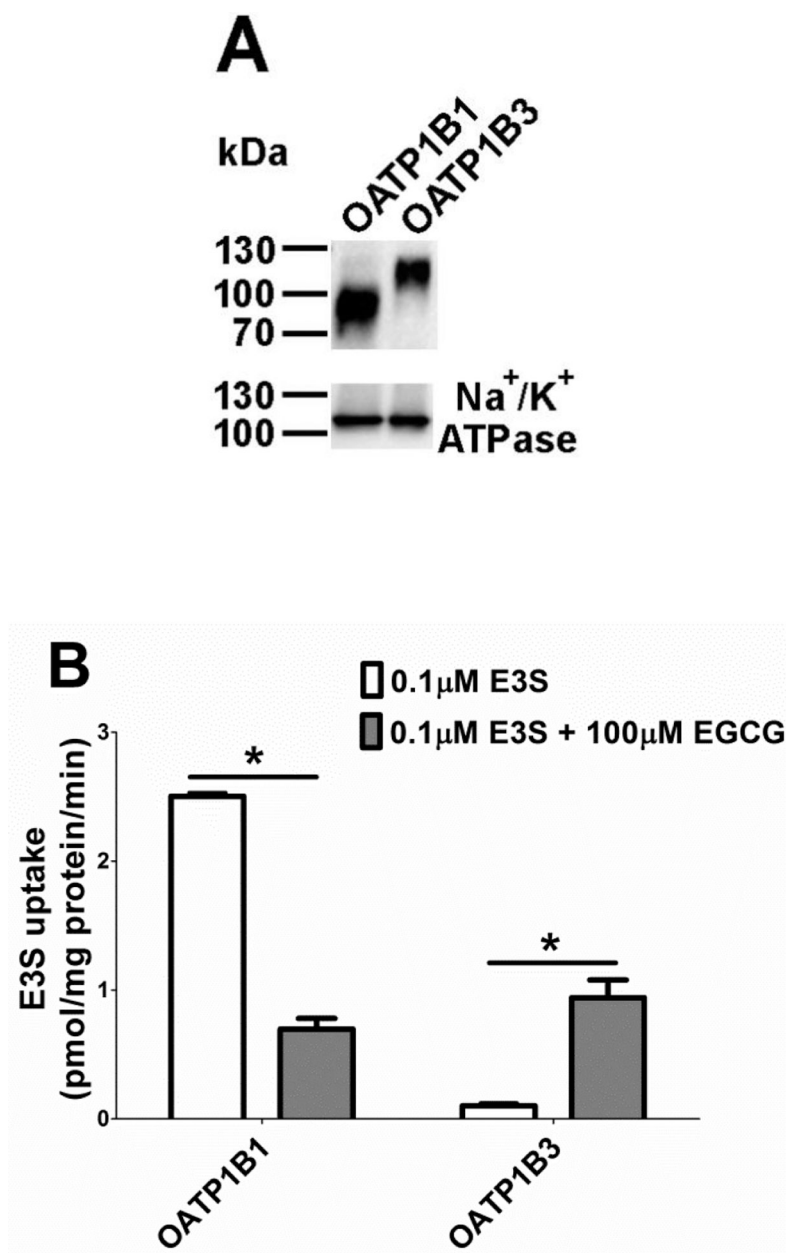 A
kDa
OATP1B1
OATP1B3
130
100
70
130
100
Na⁺/K⁺
ATPase
B
0.1μM E3S
0.1μM E3S + 100μM EGCG
E3S uptake
(pmol/mg protein/min)
3
2
1
0
*
*
OATP1B1
OATP1B3